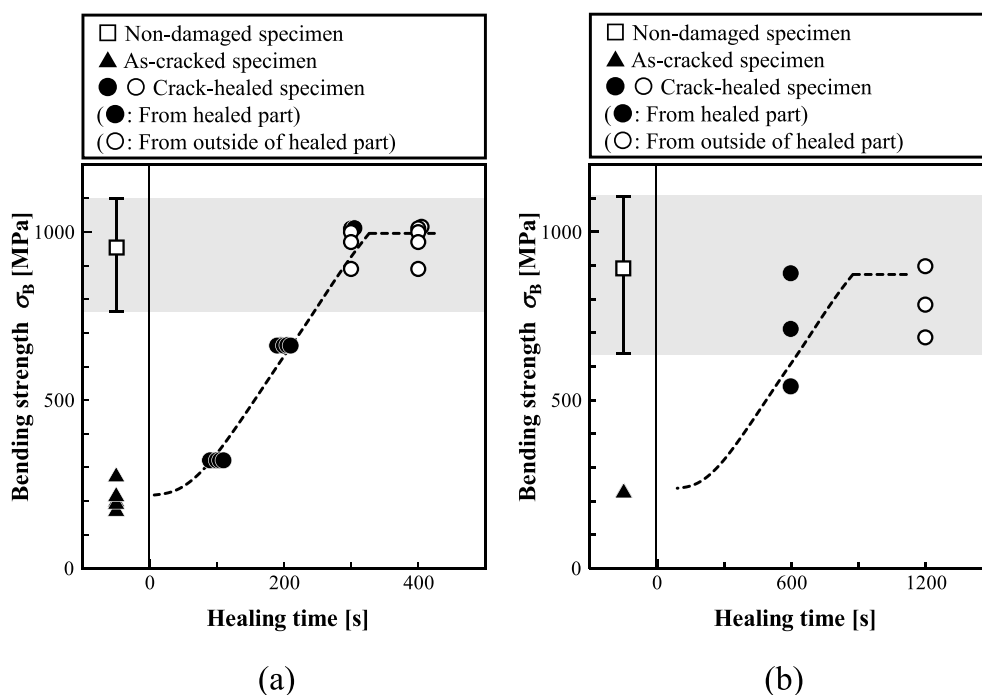 □ Non-damaged specimen
▲ As-cracked specimen
● ○ Crack-healed specimen
(●: From healed part)
(○: From outside of healed part)
Bending strength σB [MPa]
1000
500
0
0 200 400
Healing time [s]
(a)
□ Non-damaged specimen
▲ As-cracked specimen
● ○ Crack-healed specimen
(●: From healed part)
(○: From outside of healed part)
Bending strength σB [MPa]
1000
500
0
0 600 1200
Healing time [s]
(b)